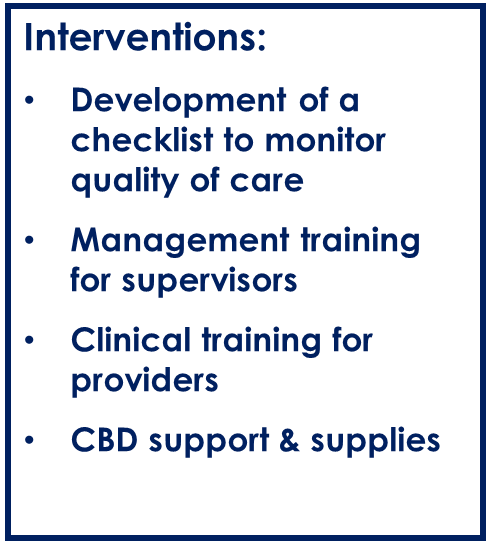 Interventions:
• Development of a
checklist to monitor
quality of care
• Management training
for supervisors
• Clinical training for
providers
• CBD support & supplies